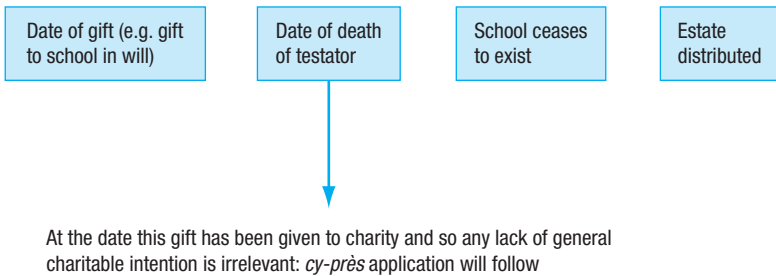 Date of gift (e.g. gift
to school in will)
Date of death
of testator
School ceases
to exist
Estate
distributed
At the date this gift has been given to charity and so any lack of general
charitable intention is irrelevant: cy-près application will follow